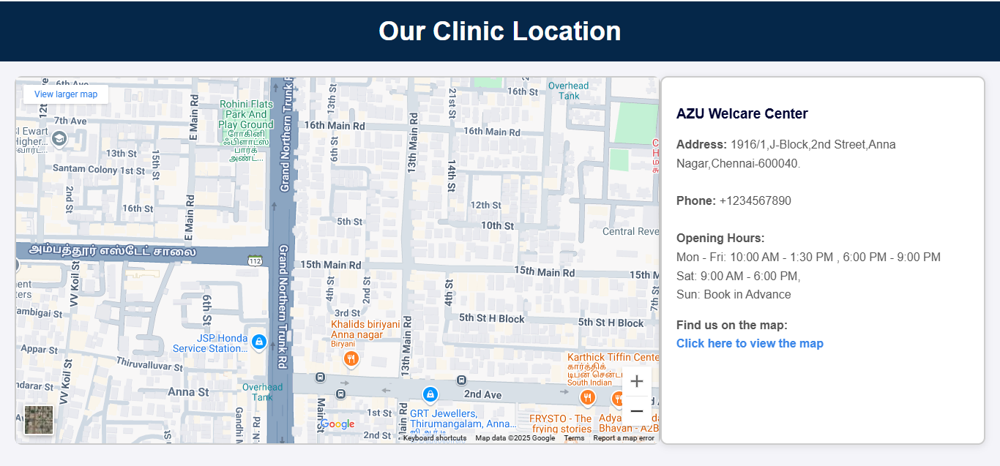 Our Clinic Location
View larger map
6th Ave
7th Ave
13th St
15th St
Santam Colony 1st St
2nd St
16th St
E Main Rd
E Main Rd
Rohini Flats
Park And
Play Ground
ரோகினி
ஃபிளாட்ஸ்
பார்க்
அண்ட்...
Grand Northern Trunk R
13th St
16th Main Rd
6th St
13th Main Rd
21st St
16th St
Overhead
Tank
16th Main Rd
14th St
12th St
10th St
5th St
Central Reve
அம்பத்தூர் எஸ்டேட் சாலை
112
Grand Northern Trunk Rd
15th Main Rd
15th Main Rd
15th M
VV Koil St
6th St
4th St
2nd St
3rd St
4th St
7th St
5th St H Block
5th St H Block
Khalids biriyani
Anna nagar
Biryani
JSP Honda
Service Station...
ambigai St
Appar St
Thiruvalluvar St
ndarar St
VV Koil St
Anna St
Overhead
Tank
13th Main Rd
Karthick Tiffin Cente
கார்த்திக்
டிபன் சென்ட
South Indian
2nd Ave
1st St
2nd St
Main St
GRT Jewellers,
Thirumangalam, Anna...
FRYSTO - The
frying stories
Adya
Bhavan - A2B
Google
Keyboard shortcuts Map data ©2025 Google Terms Report a map error
AZU Welcare Center
Address: 1916/1,J-Block,2nd Street,Anna
Nagar,Chennai-600040.
Phone: +1234567890
Opening Hours:
Mon - Fri: 10:00 AM - 1:30 PM , 6:00 PM - 9:00 PM
Sat: 9:00 AM - 6:00 PM,
Sun: Book in Advance
Find us on the map:
Click here to view the map